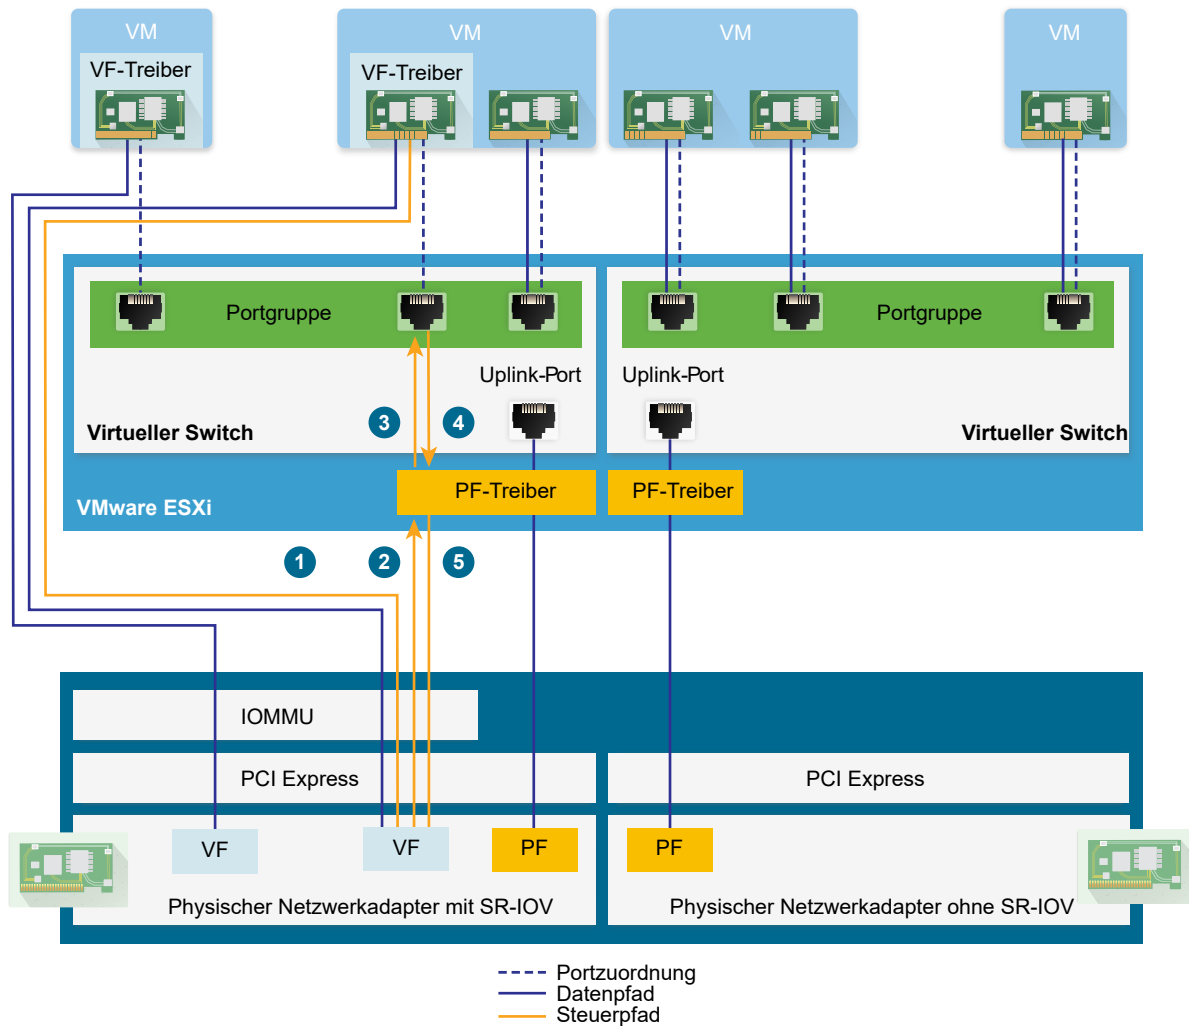 VM
VM
VM
VM
VF-Treiber
VF-Treiber
Portgruppe
Portgruppe
Uplink-Port
Uplink-Port
3
4
Virtueller Switch
Virtueller Switch
PF-Treiber
PF-Treiber
VMware ESXi
1
2
5
IOMMU
PCI Express
PCI Express
VF
VF
PF
PF
Physischer Netzwerkadapter mit SR-IOV
Physischer Netzwerkadapter ohne SR-IOV
Portzuordnung
Datenpfad
Steuerpfad